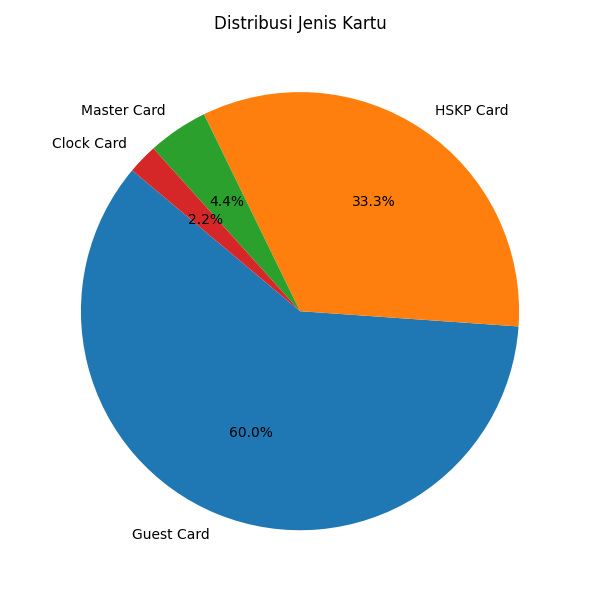 Distribusi Jenis Kartu
Master Card
HSKP Card
Clock Card
4.4%
33.3%
2.2%
60.0%
Guest Card